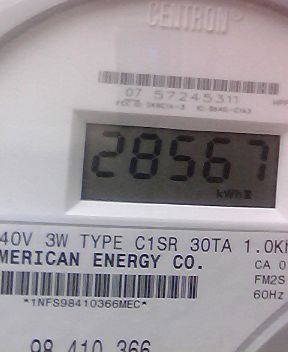 CENTRON®
07 57245311
28567
kWh
40V 3W TYPE C1SR 30TA 1.0Kh
MERICAN ENERGY CO.
CA 0
FM2S
*1NFS98410366MEC*
60Hz
98 410 366